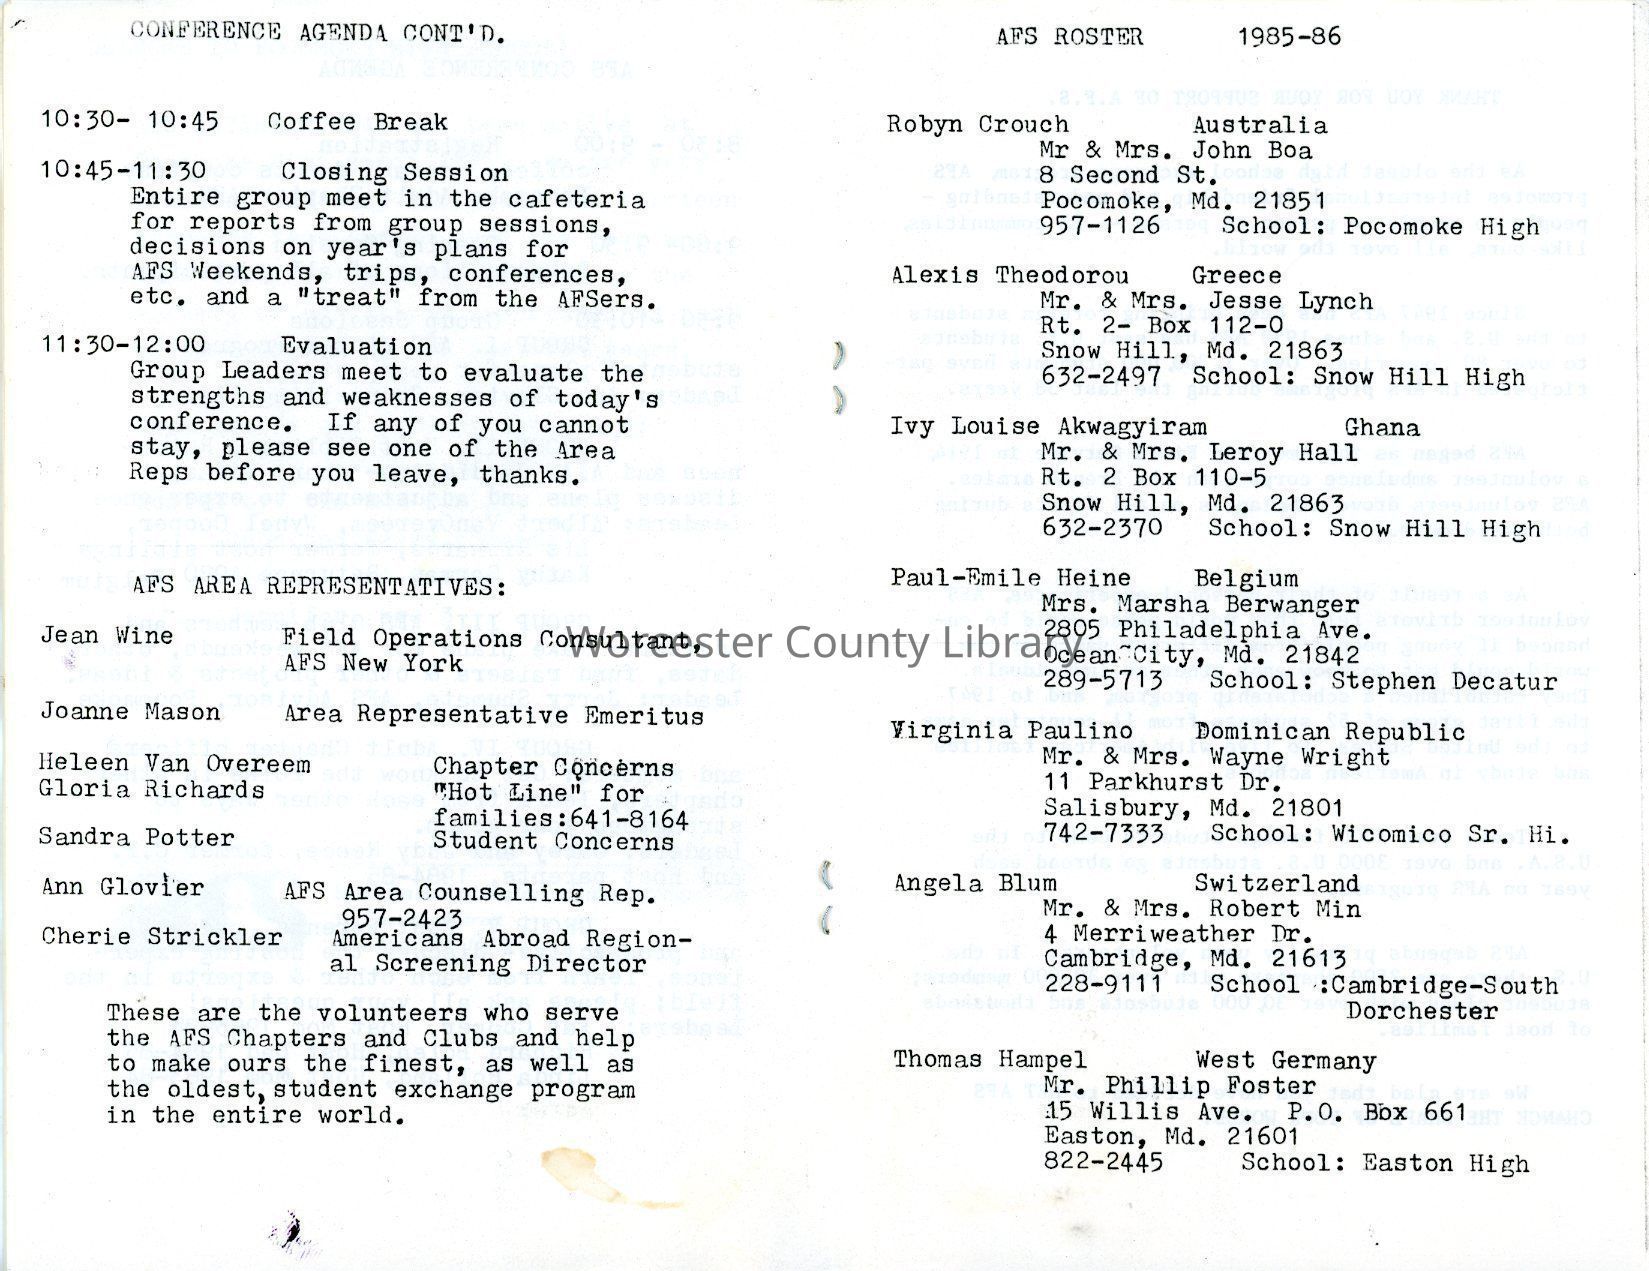 CONFERENCE AGENDA CONT'D.
10:30- 10:45 Coffee Break
10:45-11:30 Closing Session
Entire group meet in the cafeteria
for reports from group sessions,
decisions on year's plans for
AFS Weekends, trips, conferences,
etc. and a "treat" from the AFSers.
11:30-12:00 Evaluation
Group Leaders meet to evaluate the
strengths and weaknesses of today's
conference. If any of you cannot
stay, please see one of the Area
Reps before you leave, thanks.
AFS AREA REPRESENTATIVES:
Jean Wine Field Operations Consultant,
AFS New York
Joanne Mason Area Representative Emeritus
Heleen Van Overeem Chapter Concerns
Gloria Richards "Hot Line" for
families:641-8164
Sandra Potter Student Concerns
Ann Glovier AFS Area Counselling Rep.
957-2423
Cherie Strickler Americans Abroad Region-
al Screening Director
These are the volunteers who serve
the AFS Chapters and Clubs and help
to make ours the finest, as well as
the oldest, student exchange program
in the entire world.
AFS ROSTER 1985-86
Robyn Crouch Australia
Mr & Mrs. John Boa
8 Second St.
Pocomoke, Md. 21851
957-1126 School: Pocomoke High
Alexis Theodorou Greece
Mr. & Mrs. Jesse Lynch
Rt. 2- Box 112-0
Snow Hill, Md. 21863
632-2497 School: Snow Hill High
Ivy Louise Akwagyiram Ghana
Mr. & Mrs. Leroy Hall
Rt. 2 Box 110-5
Snow Hill, Md. 21863
632-2370 School: Snow Hill High
Paul-Emile Heine Belgium
Mrs. Marsha Berwanger
2805 Philadelphia Ave.
Ocean City, Md. 21842
289-5713 School: Stephen Decatur
Virginia Paulino Dominican Republic
Mr. & Mrs. Wayne Wright
11 Parkhurst Dr.
Salisbury, Md. 21801
742-7333 School: Wicomico Sr. Hi.
Angela Blum Switzerland
Mr. & Mrs. Robert Min
4 Merriweather Dr.
Cambridge, Md. 21613
228-9111 School :Cambridge-South
Dorchester
Thomas Hampel West Germany
Mr. Phillip Foster
15 Willis Ave. P.O. Box 661
Easton, Md. 21601
822-2445 School: Easton High
Worcester County Library